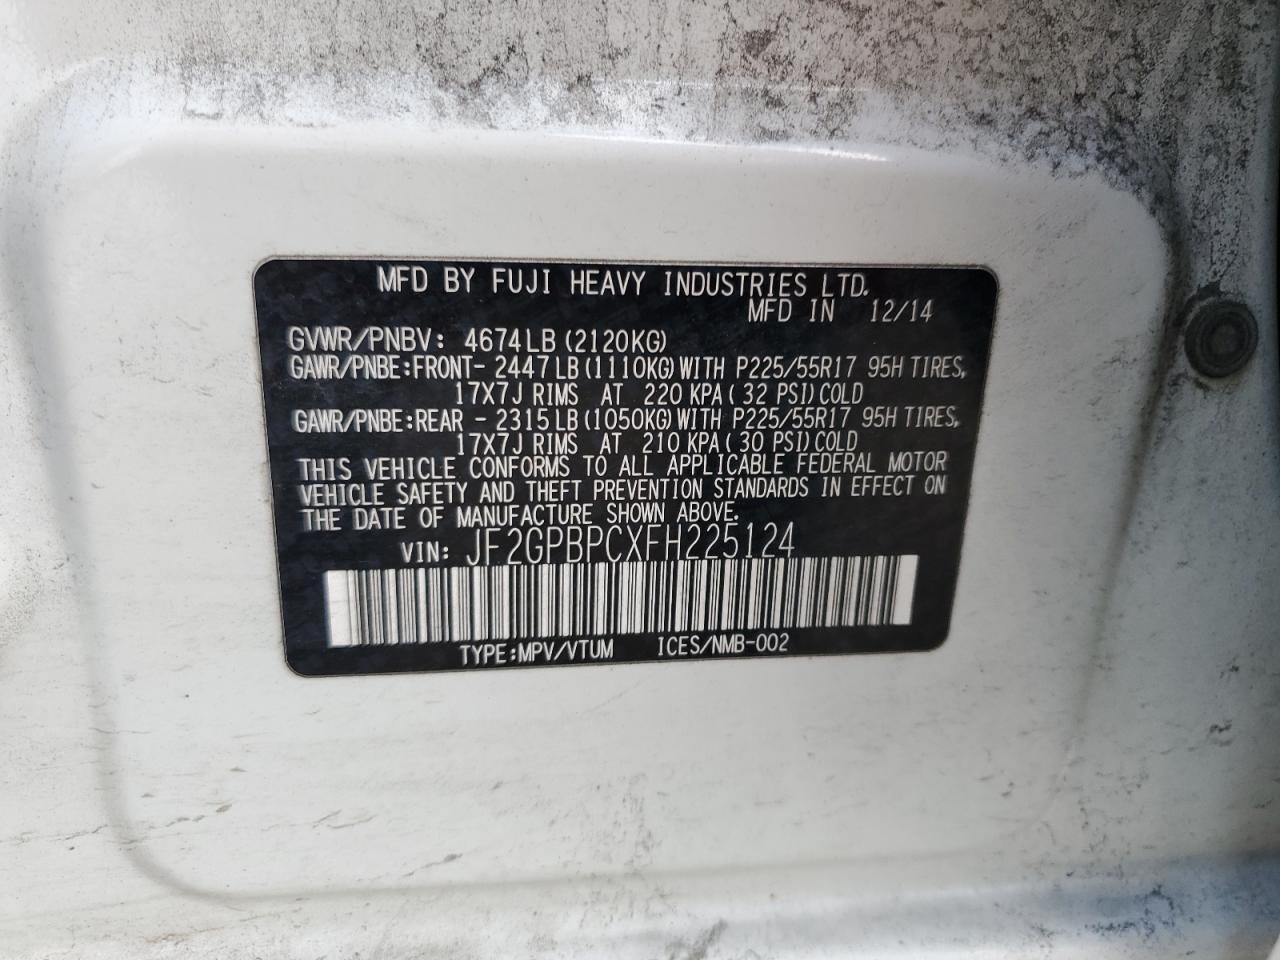 MFD BY FUJI HEAVY INDUSTRIES LTD.
MFD IN 12/14
GVWR/PNBV: 4674LB(2120KG)
GAWR/PNBE:FRONT- 2447LB(1110KG)WITH P225/55R17 95H TIRES,
17X7J RIMS AT 220 KPA(32 PSI)COLD
GAWR/PNBE:REAR - 2315LB(1050KG)WITH P225/55R17 95H TIRES,
17X7J RIMS AT 210 KPA(30 PSI)COLD
THIS VEHICLE CONFORMS TO ALL APPLICABLE FEDERAL MOTOR
VEHICLE SAFETY AND THEFT PREVENTION STANDARDS IN EFFECT ON
THE DATE OF MANUFACTURE SHOWN ABOVE.
VIN: JF2GPBPCXFH225124
TYPE:MPV/VTUM ICES/NMB-002